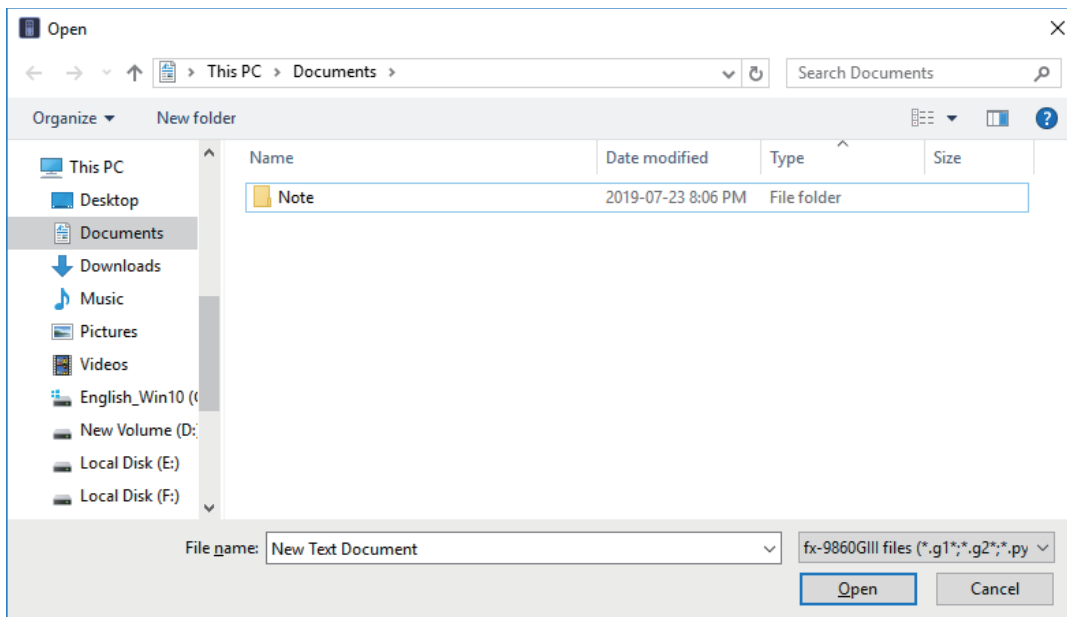 Open
This PC > Documents >
Search Documents
Organize
New folder
Name
Date modified
Type
Size
This PC
Desktop
Documents
Downloads
Music
Pictures
Videos
English_Win10 (
New Volume (D:
Local Disk (E:)
Local Disk (F:)
Note
2019-07-23 8:06 PM
File folder
File name:
New Text Document
fx-9860GIII files (*.g1*;*.g2*;*.py
Open
Cancel